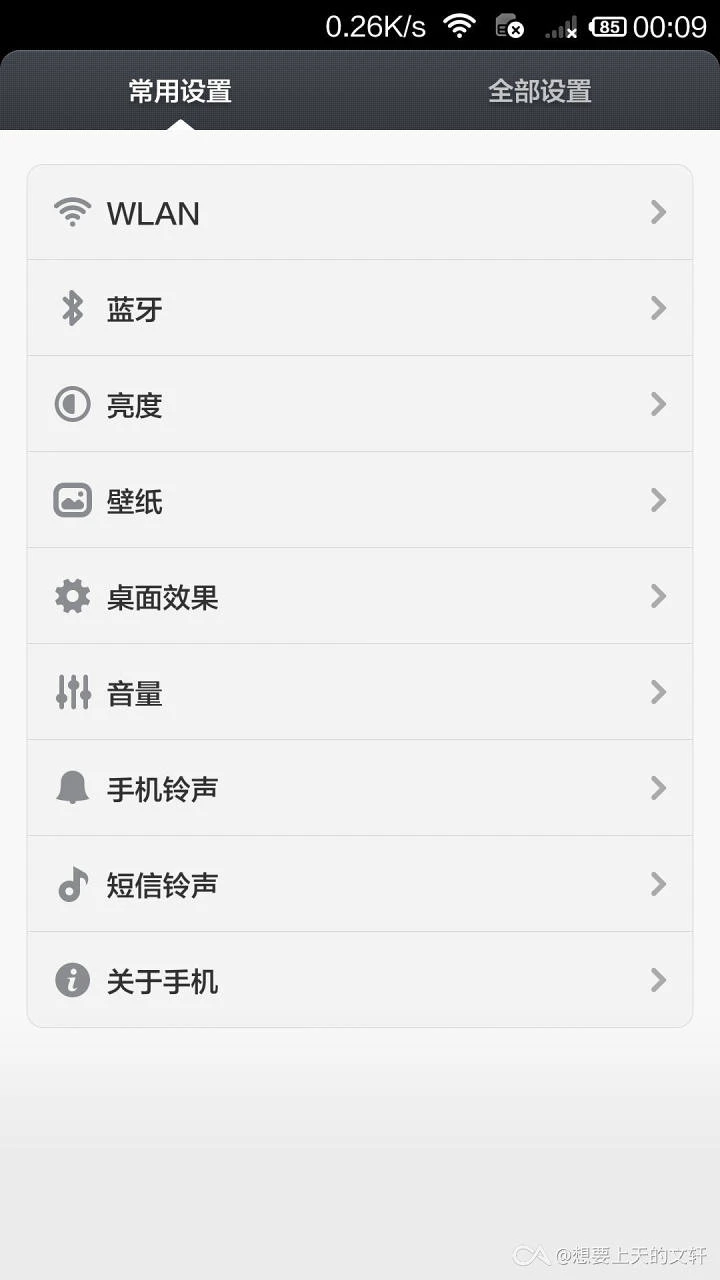 0.26K/s 85 00:09
常用设置 全部设置
WLAN
蓝牙
亮度
壁纸
桌面效果
音量
手机铃声
短信铃声
关于手机
@想要上天的文轩